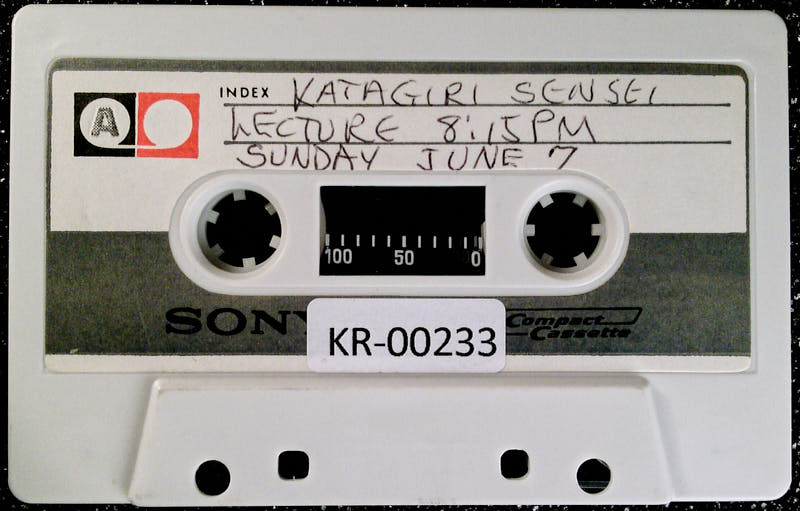 A
INDEX KATAGIRI SENSEI
LECTURE 8:15PM
SUNDAY JUNE 7
100 50 0
SONY Compact
Cassette
KR-00233